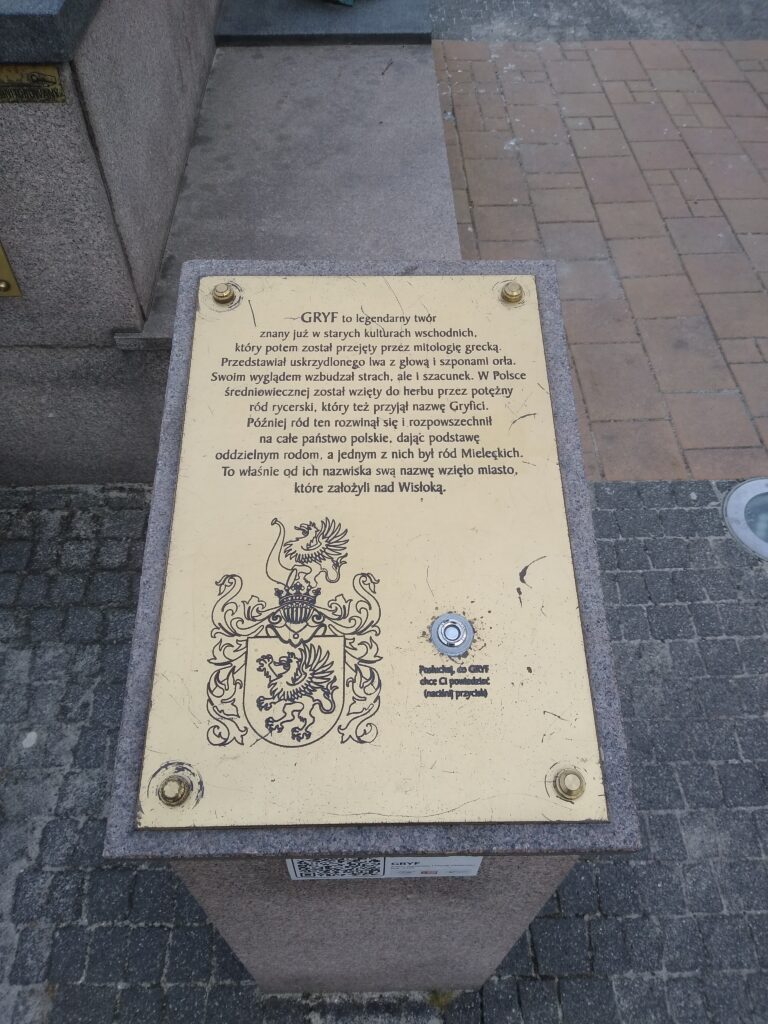 GRYF to legendarny twór
znany już w starych kulturach wschodnich,
który potem został przejęty przez mitologię grecką.
Przedstawiał uskrzydlonego lwa z głową i szponami orła.
Swoim wyglądem wzbudzał strach, ale i szacunek. W Polsce
średniowiecznej został wzięty do herbu przez potężny
ród rycerski, który też przyjął nazwę Gryfici.
Później ród ten rozwinął się i rozpowszechnił
na całe państwo polskie, dając podstawę
oddzielnym rodom, a jednym z nich był ród Mieleckich.
To właśnie od ich nazwiska swą nazwę wzięło miasto,
które założyli nad Wisłoką.
Posłuchaj, co GRYF
chce Ci powiedzieć
(naciśnij przycisk)
GRYF